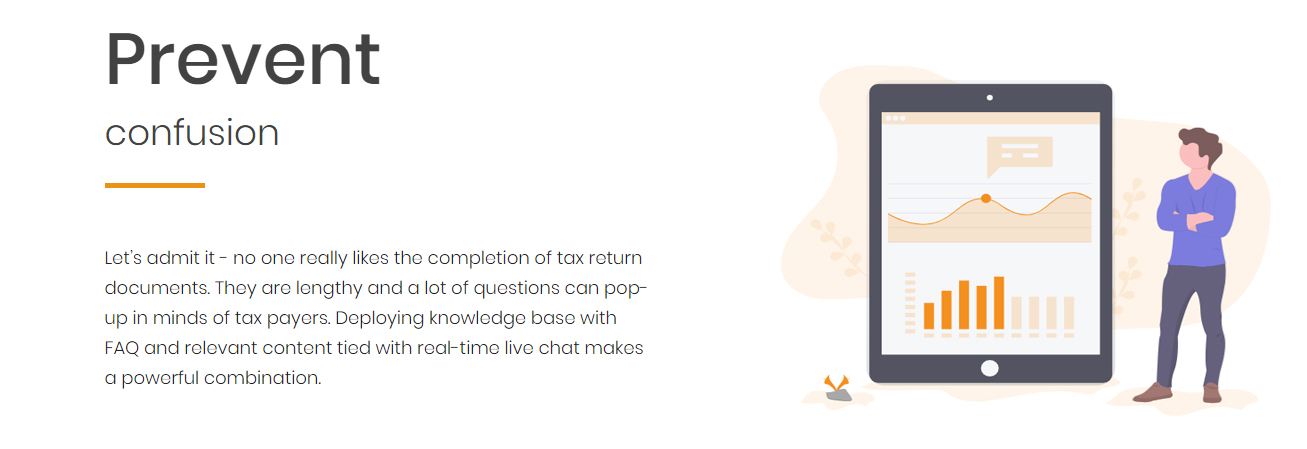 Prevent
confusion
Let's admit it - no one really likes the completion of tax return
documents. They are lengthy and a lot of questions can pop-
up in minds of tax payers. Deploying knowledge base with
FAQ and relevant content tied with real-time live chat makes
a powerful combination.